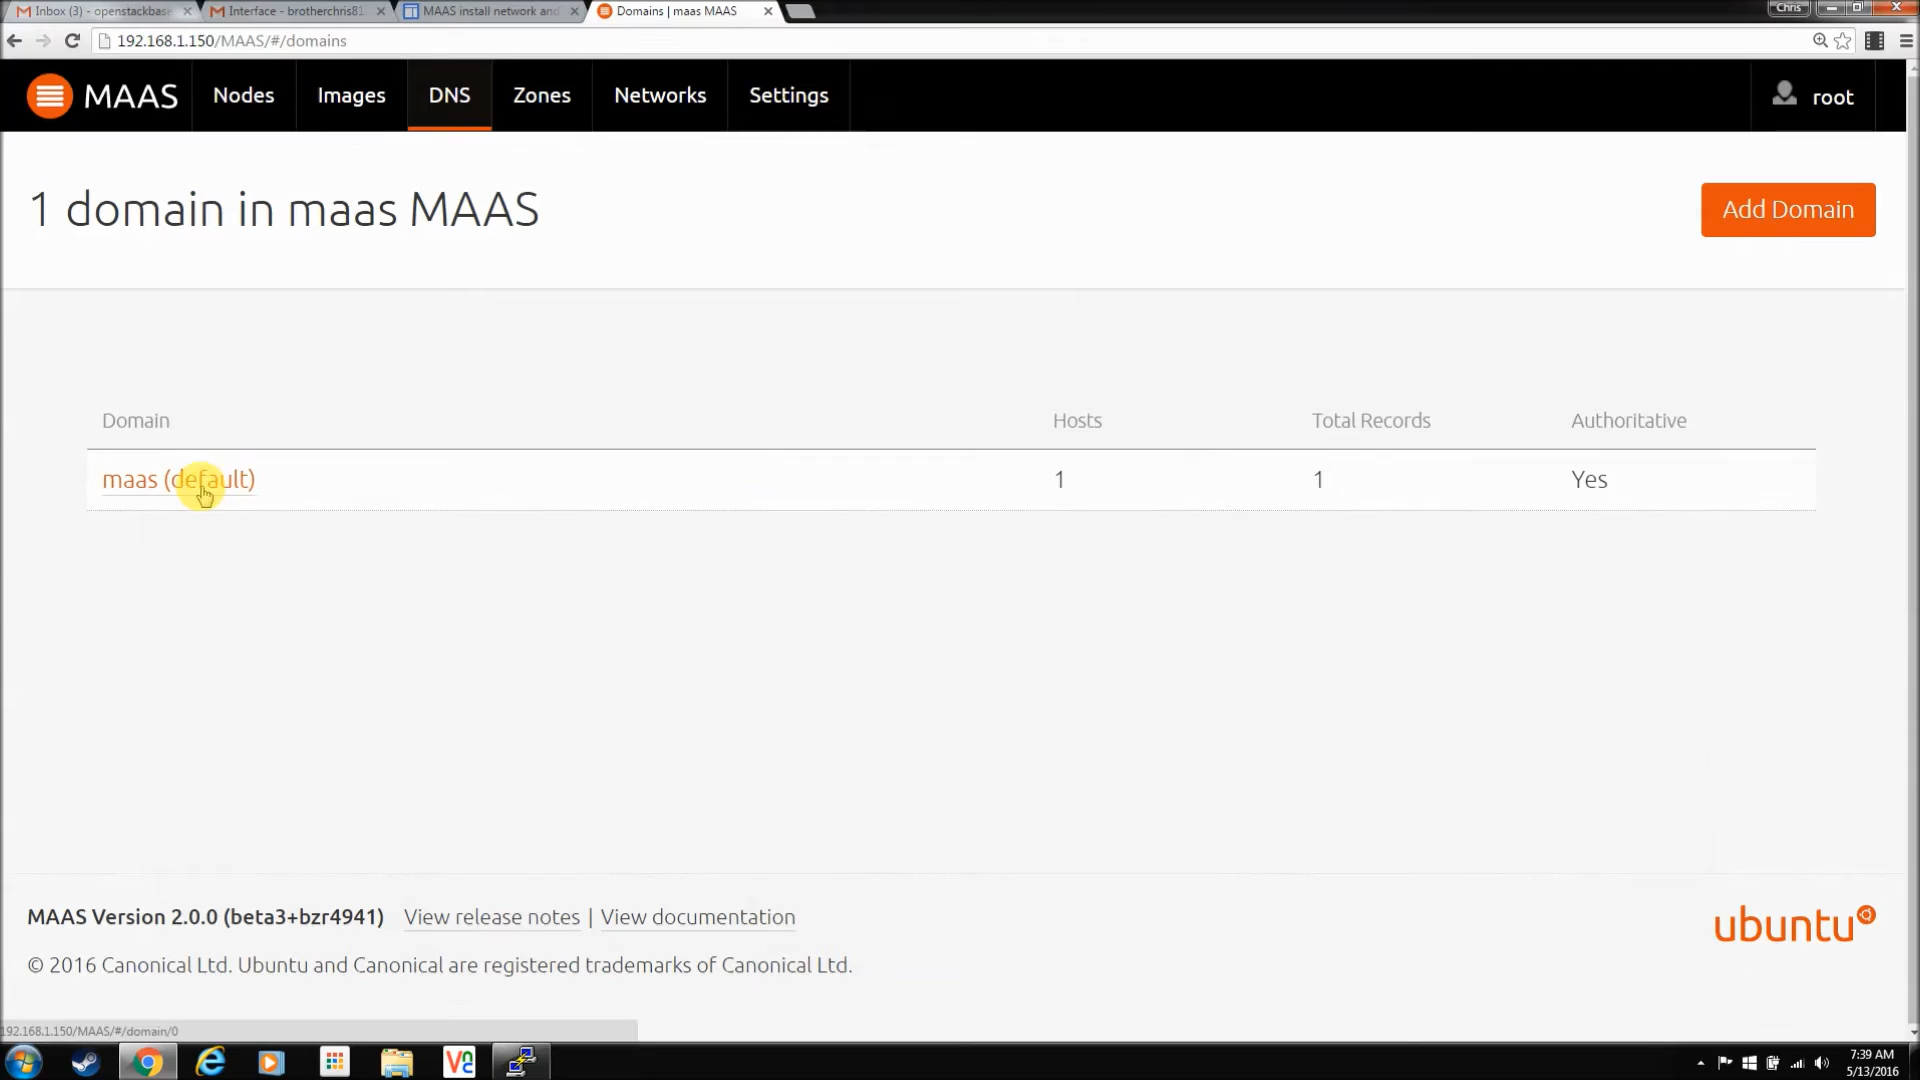 Inbox (3) - openstackbase
Interface - brotherchris81
MAAS install network and
Domains | maas MAAS
Chris
192.168.1.150/MAAS/#/domains
MAAS
Nodes
Images
DNS
Zones
Networks
Settings
root
1 domain in maas MAAS
Add Domain
Domain
Hosts
Total Records
Authoritative
maas (default)
1
1
Yes
MAAS Version 2.0.0 (beta3+bzr4941)
View release notes | View documentation
ubuntu
© 2016 Canonical Ltd. Ubuntu and Canonical are registered trademarks of Canonical Ltd.
192.168.1.150/MAAS/#/domain/0
7:39 AM
5/13/2016